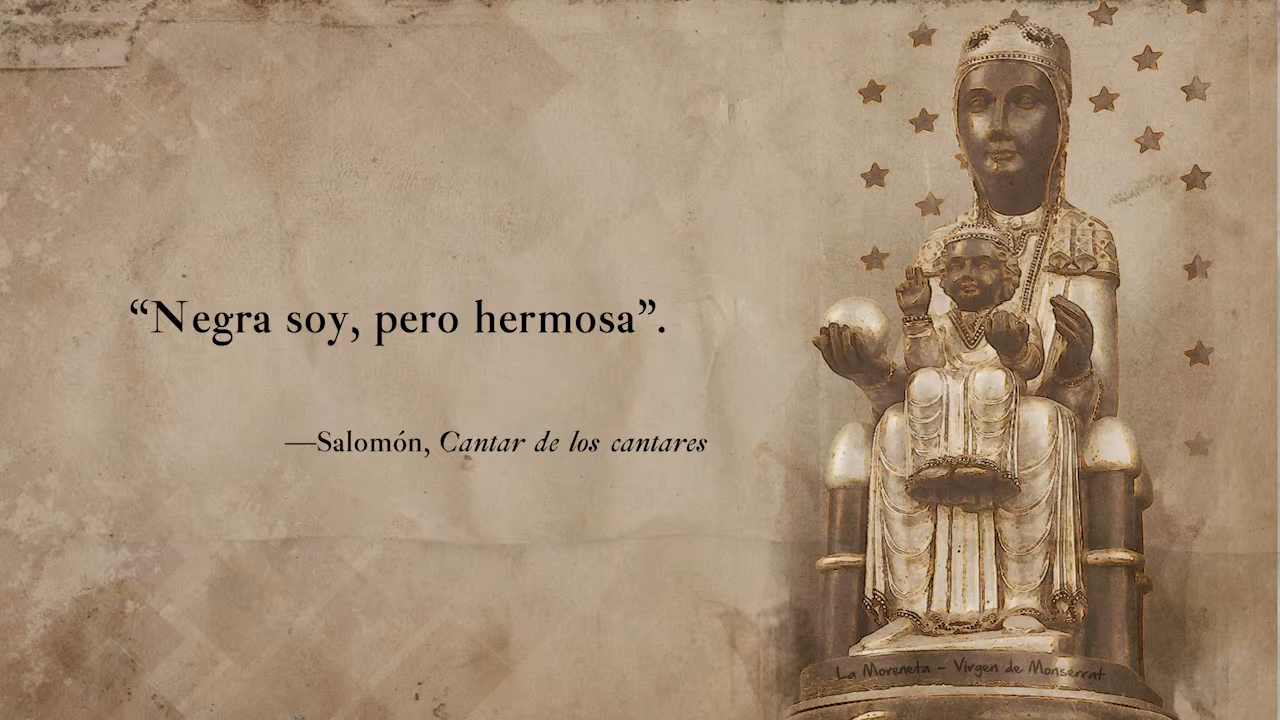 “Negra soy, pero hermosa”.
—Salomón, Cantar de los cantares
La Moreneta - Virgen de Monserrat